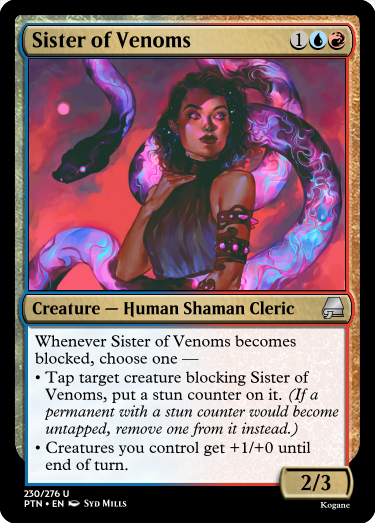 Sister of Venoms 1
Creature — Human Shaman Cleric
Whenever Sister of Venoms becomes
blocked, choose one —
• Tap target creature blocking Sister of
Venoms, put a stun counter on it. (If a
permanent with a stun counter would become
untapped, remove one from it instead.)
• Creatures you control get +1/+0 until
end of turn.
2/3
230/276 U
PTN • EN Syd Mills
Kogane